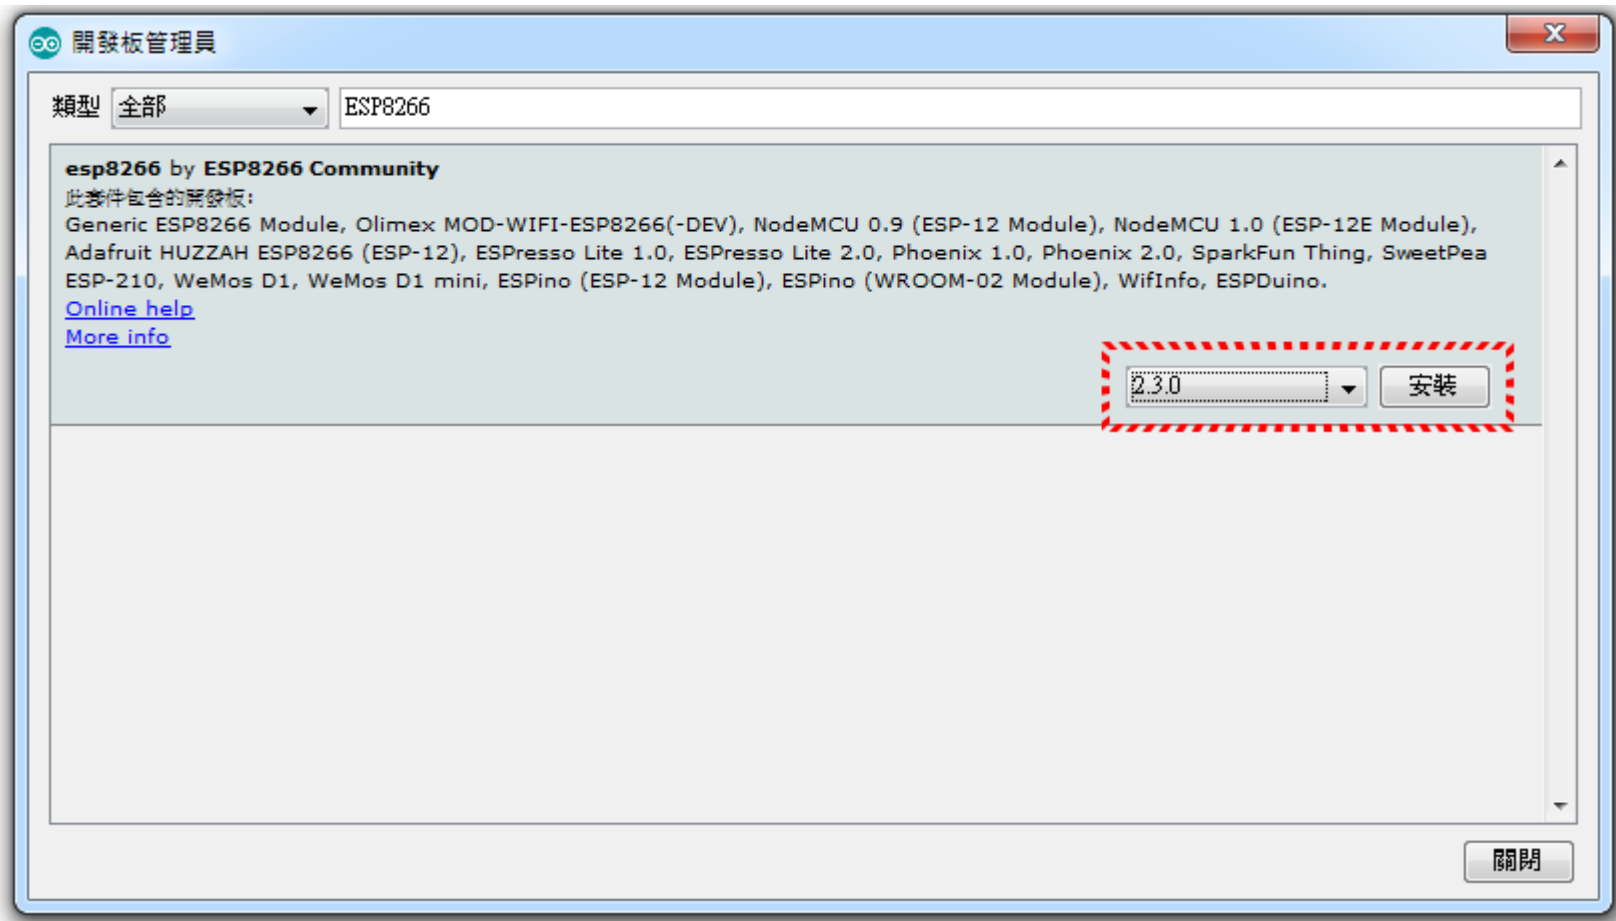 開發板管理員
類型 全部 ESP8266
esp8266 by ESP8266 Community
此套件包含的開發板:
Generic ESP8266 Module, Olimex MOD-WIFI-ESP8266(-DEV), NodeMCU 0.9 (ESP-12 Module), NodeMCU 1.0 (ESP-12E Module),
Adafruit HUZZAH ESP8266 (ESP-12), ESPresso Lite 1.0, ESPresso Lite 2.0, Phoenix 1.0, Phoenix 2.0, SparkFun Thing, SweetPea
ESP-210, WeMos D1, WeMos D1 mini, ESPino (ESP-12 Module), ESPino (WROOM-02 Module), WifInfo, ESPDuino.
Online help
More info
2.3.0 安裝
關閉